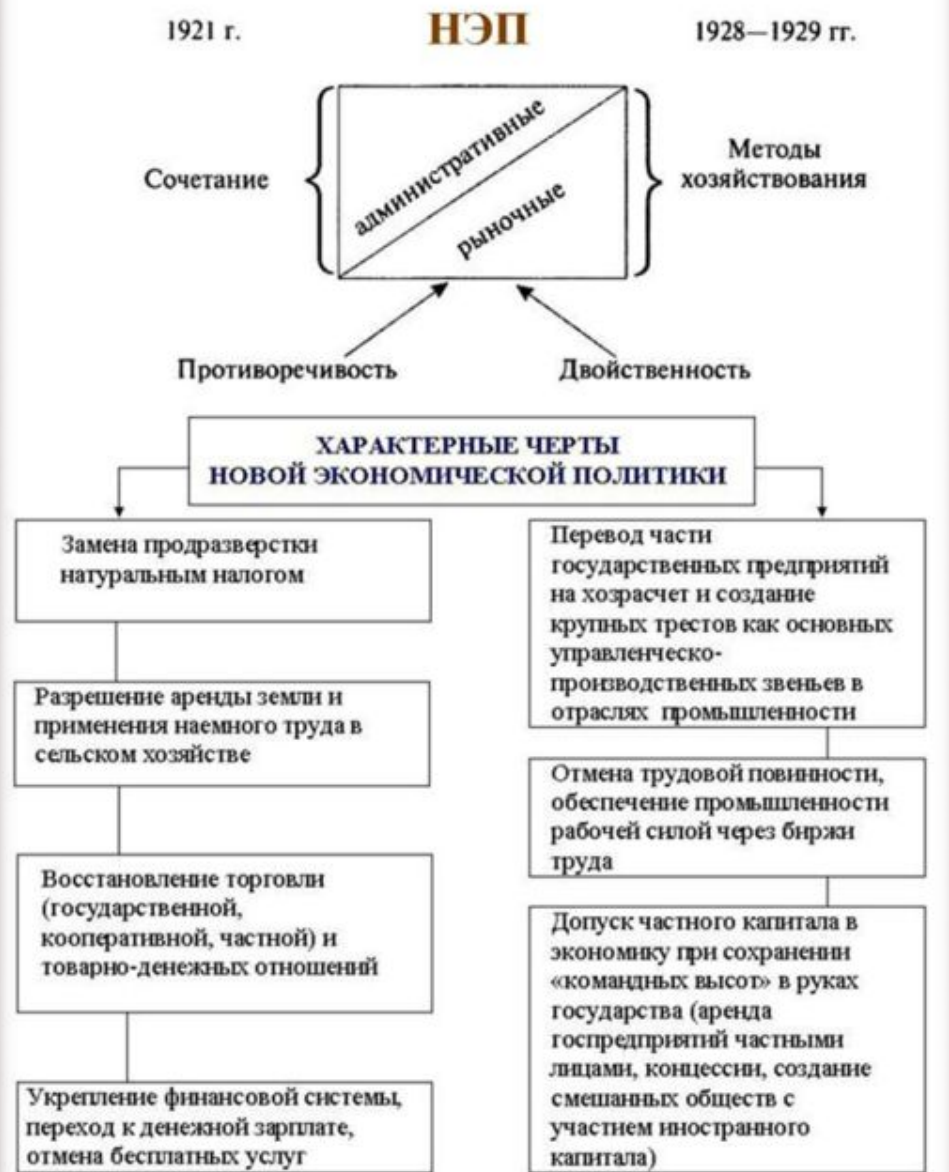 1921 г.
НЭП
1928—1929 гг.
Сочетание
административные
рыночные
Методы
хозяйствования
Противоречивость
Двойственность
ХАРАКТЕРНЫЕ ЧЕРТЫ
НОВОЙ ЭКОНОМИЧЕСКОЙ ПОЛИТИКИ
Замена продразверстки
натуральным налогом
Разрешение аренды земли и
применения наемного труда в
сельском хозяйстве
Восстановление торговли
(государственной,
кооперативной, частной) и
товарно-денежных отношений
Укрепление финансовой системы,
переход к денежной зарплате,
отмена бесплатных услуг
Перевод части
государственных предприятий
на хозрасчет и создание
крупных трестов как основных
управленческо-
производственных звеньев в
отраслях промышленности
Отмена трудовой повинности,
обеспечение промышленности
рабочей силой через биржи
труда
Допуск частного капитала в
экономику при сохранении
«командных высот» в руках
государства (аренда
госпредприятий частными
лицами, концессии, создание
смешанных обществ с
участием иностранного
капитала)